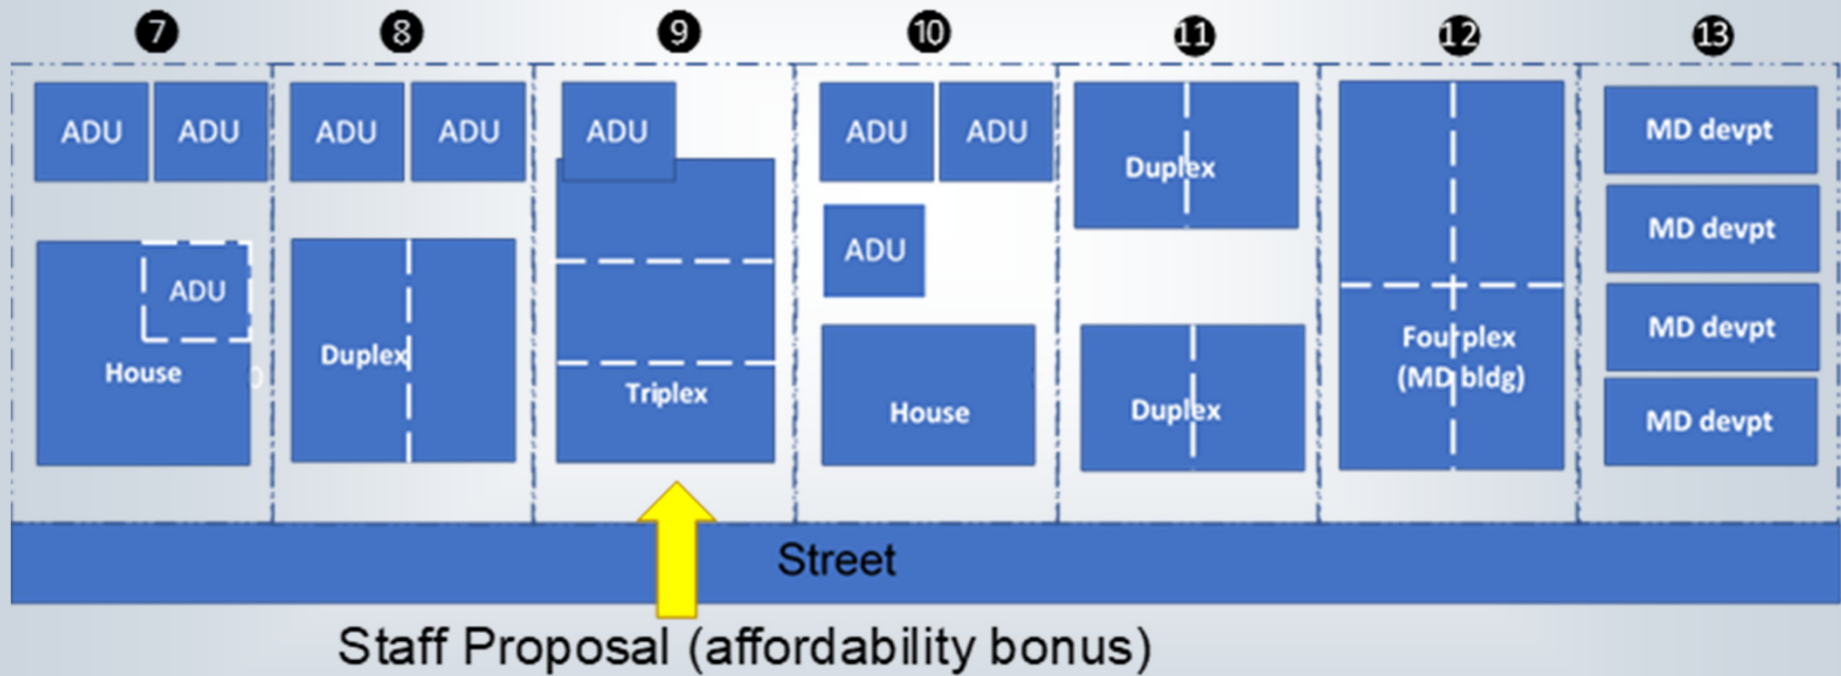 7 8 9 10 11 12 13
ADU ADU ADU ADU ADU ADU ADU Duplex MD devpt
MD devpt
ADU
ADU
House Duplex Triplex House Duplex Fourplex
(MD bldg)
MD devpt
MD devpt
0
Street
Staff Proposal (affordability bonus)